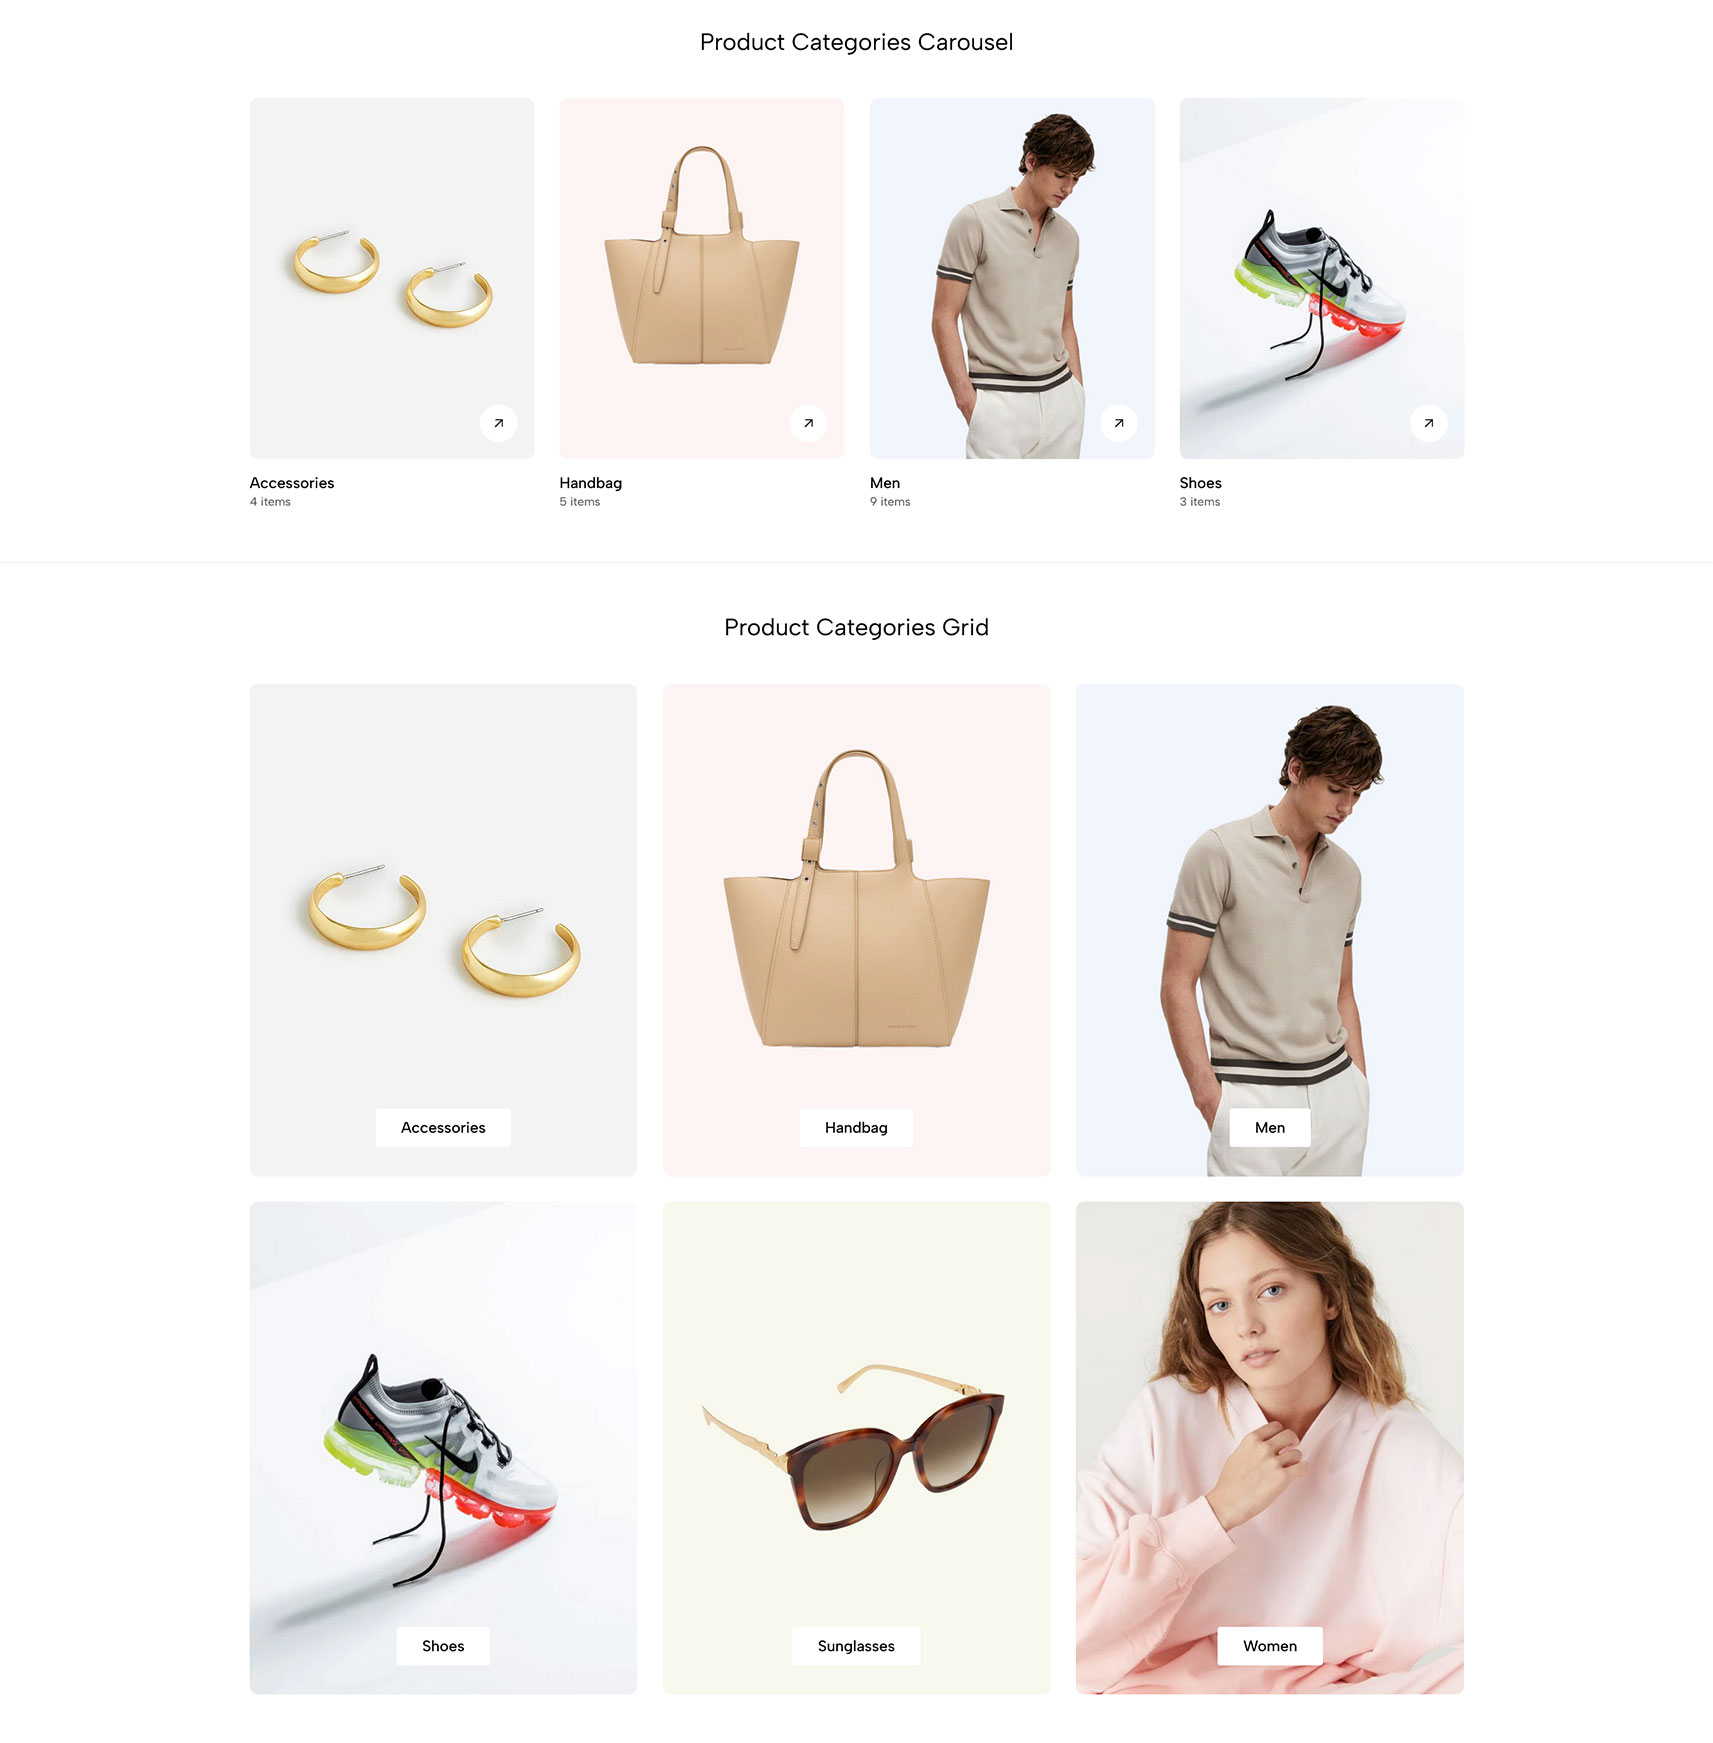 Product Categories Carousel
Accessories
4 items
Handbag
5 items
Men
9 items
Shoes
3 items
Product Categories Grid
Accessories
Handbag
Men
Shoes
Sunglasses
Women